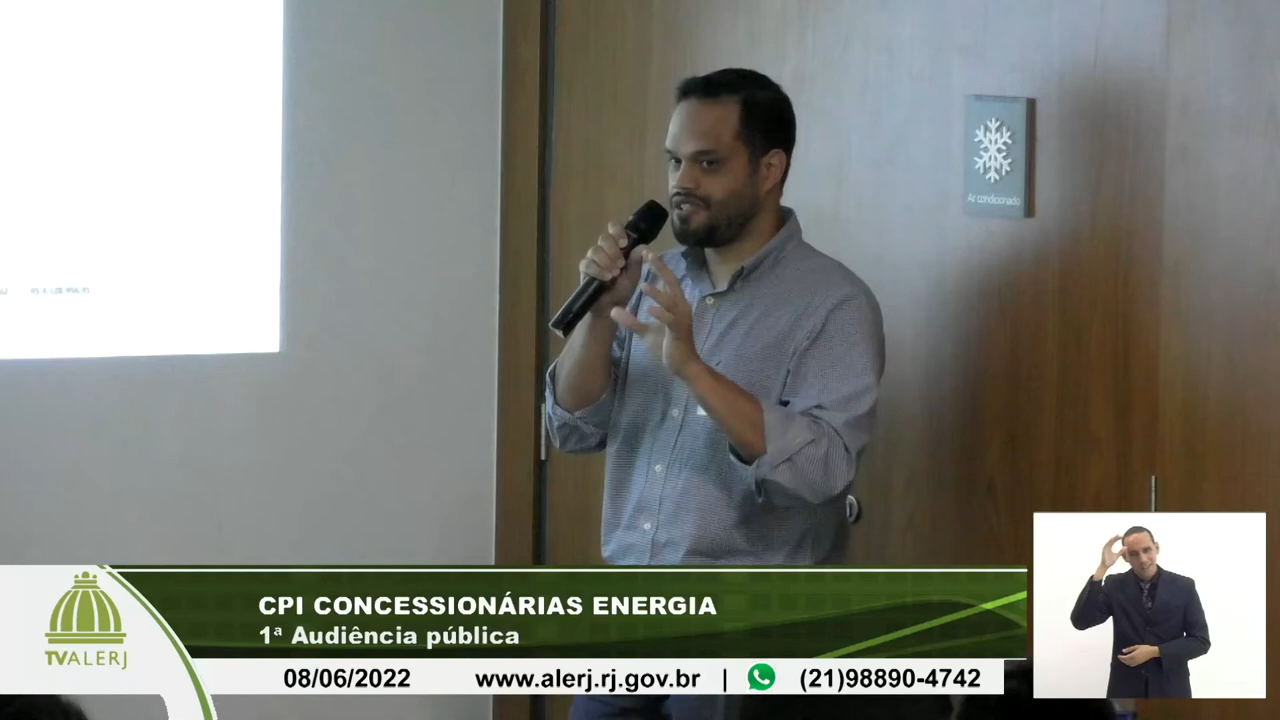 Ar condicionado
CPI CONCESSIONÁRIAS ENERGIA
1ª Audiência pública
TVALERJ
08/06/2022 www.alerj.rj.gov.br | (21)98890-4742